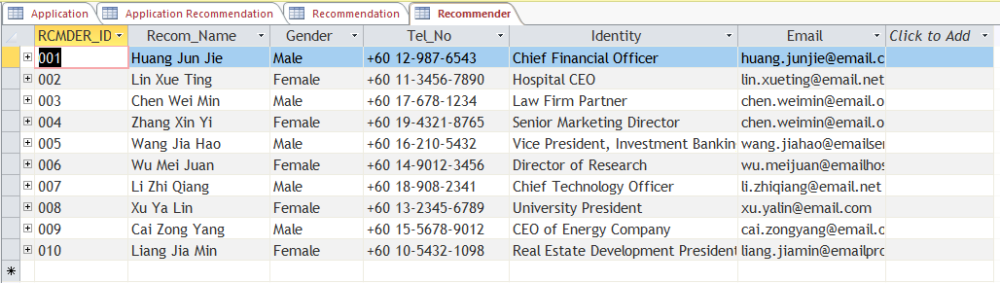 Application Application Recommendation Recommendation Recommender
RCMDER_ID Recom_Name Gender Tel_No Identity Email Click to Add
001 Huang Jun Jie Male +60 12-987-6543 Chief Financial Officer huang.junjie@email.c
002 Lin Xue Ting Female +60 11-3456-7890 Hospital CEO lin.xueting@email.net
003 Chen Wei Min Male +60 17-678-1234 Law Firm Partner chen.weimin@email.o
004 Zhang Xin Yi Female +60 19-4321-8765 Senior Marketing Director chen.weimin@email.o
005 Wang Jia Hao Male +60 16-210-5432 Vice President, Investment Bankin wang.jiahao@emailser
006 Wu Mei Juan Female +60 14-9012-3456 Director of Research wu.meijuan@emailhos
007 Li Zhi Qiang Male +60 18-908-2341 Chief Technology Officer li.zhiqiang@email.net
008 Xu Ya Lin Female +60 13-2345-6789 University President xu.yalin@email.com
009 Cai Zong Yang Male +60 15-5678-9012 CEO of Energy Company cai.zongyang@email.o
010 Liang Jia Min Female +60 10-5432-1098 Real Estate Development President liang.jiamin@emailpro